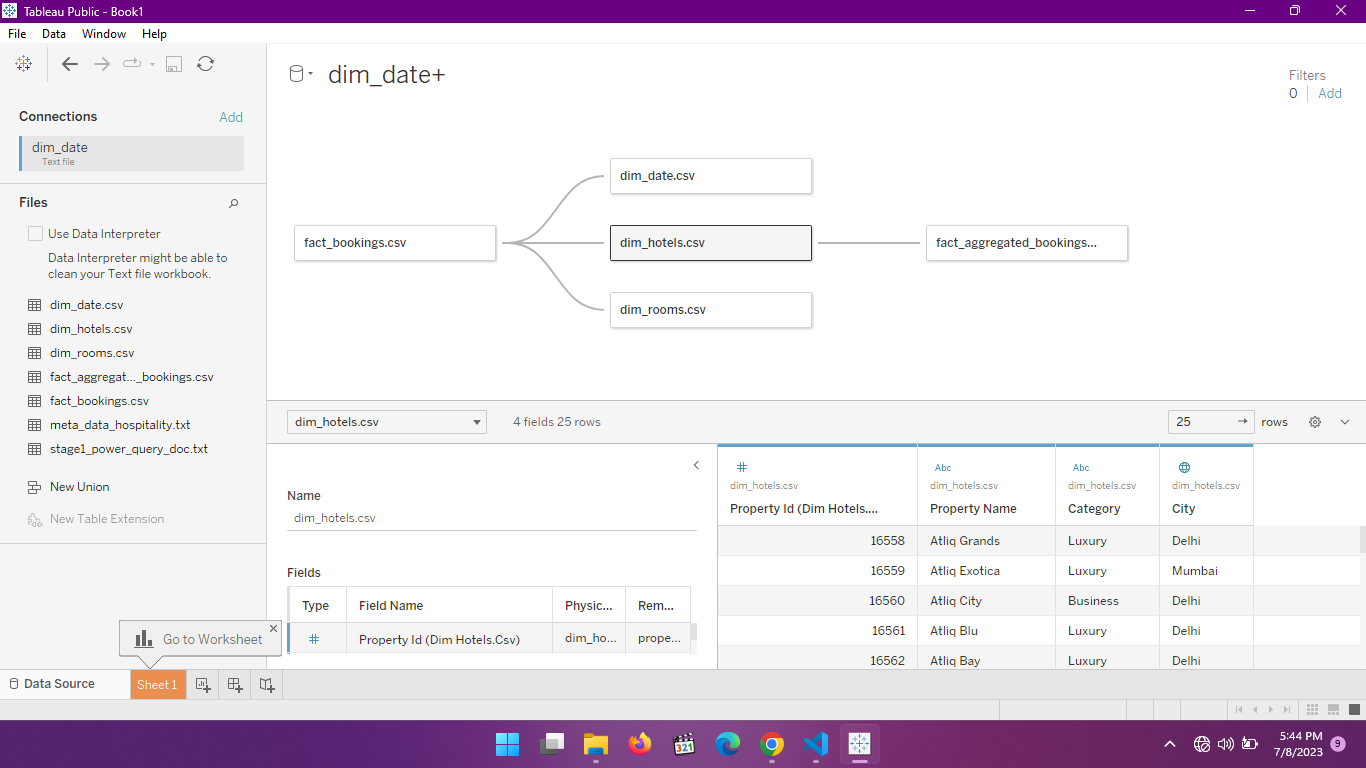 Tableau Public - Book1
File Data Window Help
dim_date+
Filters
0 Add
Connections Add
dim_date
Text file
Files
Use Data Interpreter
Data Interpreter might be able to
clean your Text file workbook.
dim_date.csv
dim_hotels.csv
dim_rooms.csv
fact_aggregat..._bookings.csv
fact_bookings.csv
meta_data_hospitality.txt
stage1_power_query_doc.txt
New Union
New Table Extension
fact_bookings.csv
dim_date.csv
dim_hotels.csv
dim_rooms.csv
fact_aggregated_bookings...
dim_hotels.csv 4 fields 25 rows 25 rows
Name
dim_hotels.csv
Fields
Type Field Name Physic... Rem...
# Property Id (Dim Hotels.Csv) dim_ho... prope...
# Abc Abc
dim_hotels.csv dim_hotels.csv dim_hotels.csv dim_hotels.csv
Property Id (Dim Hotels.... Property Name Category City
16558 Atliq Grands Luxury Delhi
16559 Atliq Exotica Luxury Mumbai
16560 Atliq City Business Delhi
16561 Atliq Blu Luxury Delhi
16562 Atliq Bay Luxury Delhi
Go to Worksheet
Data Source Sheet 1
321
5:44 PM
7/8/2023 9